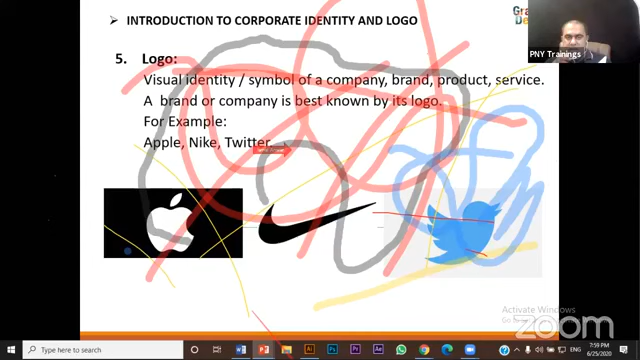 INTRODUCTION TO CORPORATE IDENTITY AND LOGO
PNY Trainings
5. Logo:
Visual identity / symbol of a company, brand, product, service.
A brand or company is best known by its logo.
For Example:
Apple, Nike, Twitter
Activate Windows
zoom
Type here to search
ENG
7:59 PM
6/25/2020